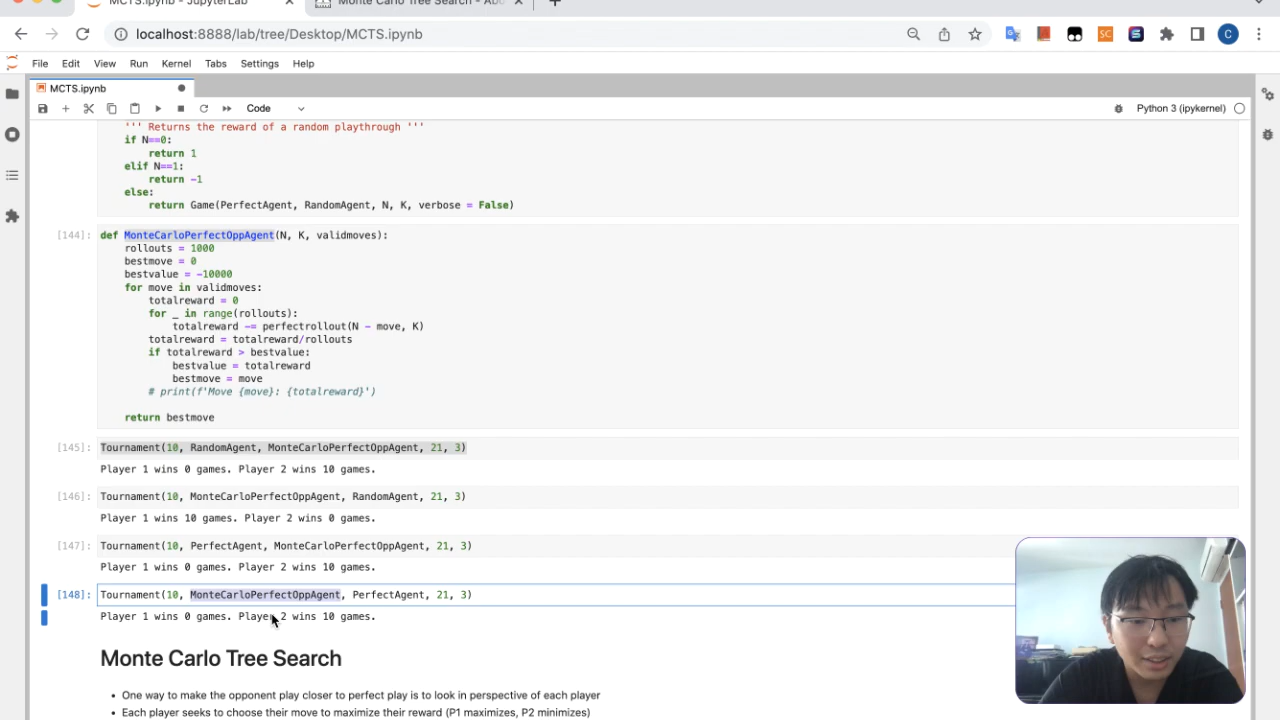 MCTS.ipynb - JupyterLab
Monte Carlo Tree Search - Ab
localhost:8888/lab/tree/Desktop/MCTS.ipynb
SC
C
File Edit View Run Kernel Tabs Settings Help
MCTS.ipynb
Code
Python 3 (ipykernel)
''' Returns the reward of a random playthrough '''
if N==0:
return 1
elif N==1:
return -1
else:
return Game(PerfectAgent, RandomAgent, N, K, verbose = False)
[144]: def MonteCarloPerfectOppAgent(N, K, validmoves):
rollouts = 1000
bestmove = 0
bestvalue = -10000
for move in validmoves:
totalreward = 0
for _ in range(rollouts):
totalreward -= perfectrollout(N - move, K)
totalreward = totalreward/rollouts
if totalreward > bestvalue:
bestvalue = totalreward
bestmove = move
# print(f'Move {move}: {totalreward}')
return bestmove
[145]: Tournament(10, RandomAgent, MonteCarloPerfectOppAgent, 21, 3)
Player 1 wins 0 games. Player 2 wins 10 games.
[146]: Tournament(10, MonteCarloPerfectOppAgent, RandomAgent, 21, 3)
Player 1 wins 10 games. Player 2 wins 0 games.
[147]: Tournament(10, PerfectAgent, MonteCarloPerfectOppAgent, 21, 3)
Player 1 wins 0 games. Player 2 wins 10 games.
[148]: Tournament(10, MonteCarloPerfectOppAgent, PerfectAgent, 21, 3)
Player 1 wins 0 games. Player 2 wins 10 games.
Monte Carlo Tree Search
• One way to make the opponent play closer to perfect play is to look in perspective of each player
• Each player seeks to choose their move to maximize their reward (P1 maximizes, P2 minimizes)